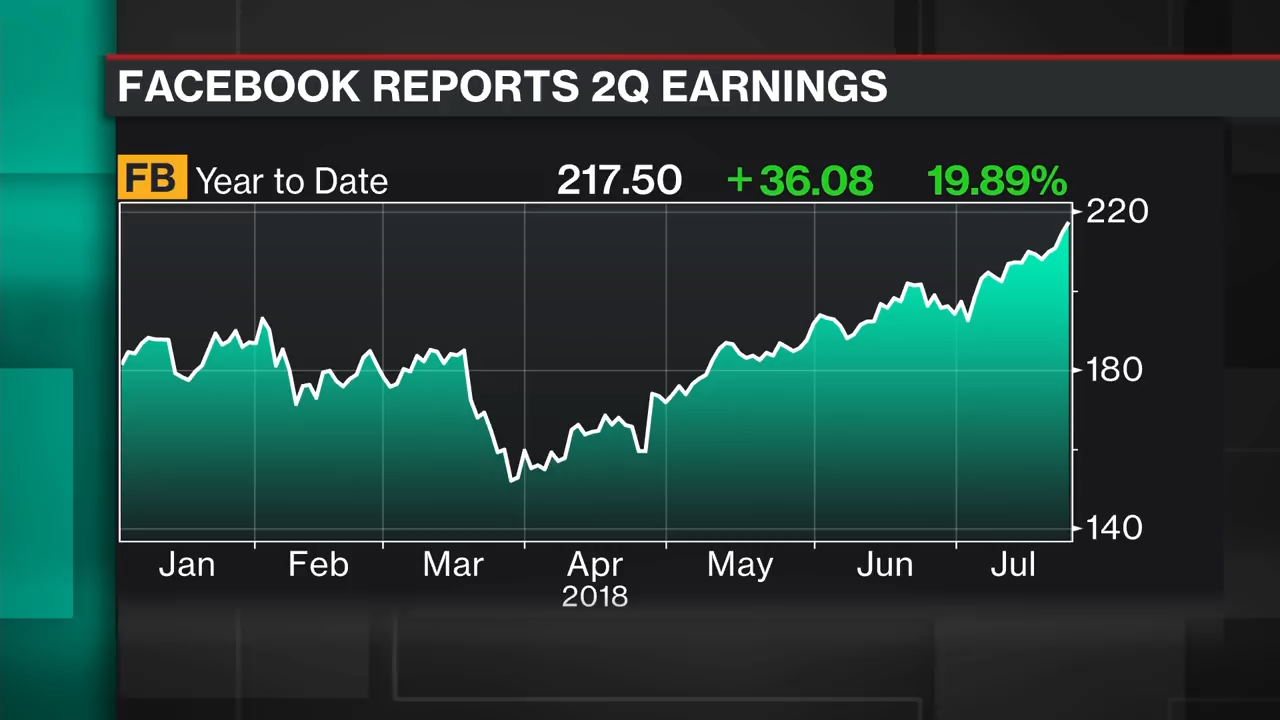 FACEBOOK REPORTS 2Q EARNINGS
FB Year to Date 217.50 +36.08 19.89%
220
180
140
Jan Feb Mar Apr May Jun Jul
2018